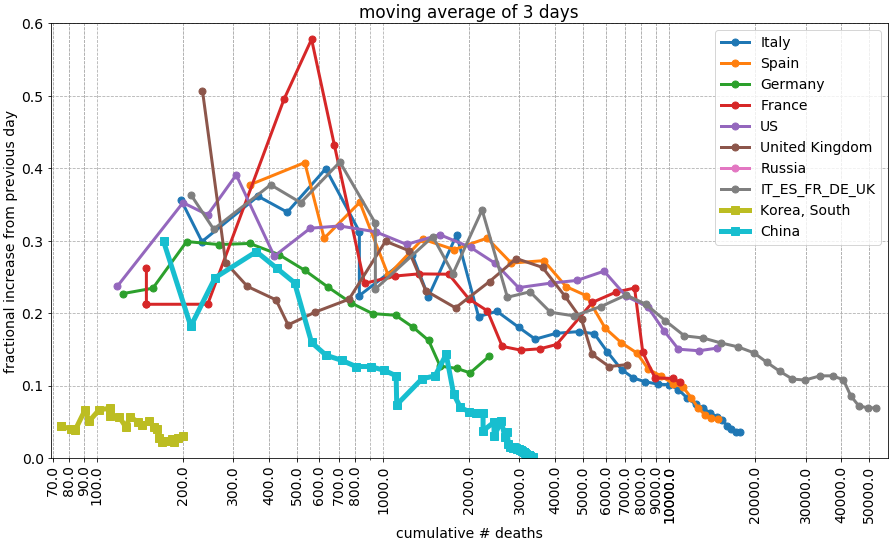 moving average of 3 days
fractional increase from previous day
0.6
0.5
0.4
0.3
0.2
0.1
0.0
Italy
Spain
Germany
France
US
United Kingdom
Russia
IT_ES_FR_DE_UK
Korea, South
China
70.0
80.0
90.0
100.0
200.0
300.0
400.0
500.0
600.0
700.0
800.0
1000.0
2000.0
3000.0
4000.0
5000.0
6000.0
7000.0
8000.0
9000.0
10000.0
20000.0
30000.0
40000.0
50000.0
cumulative # deaths